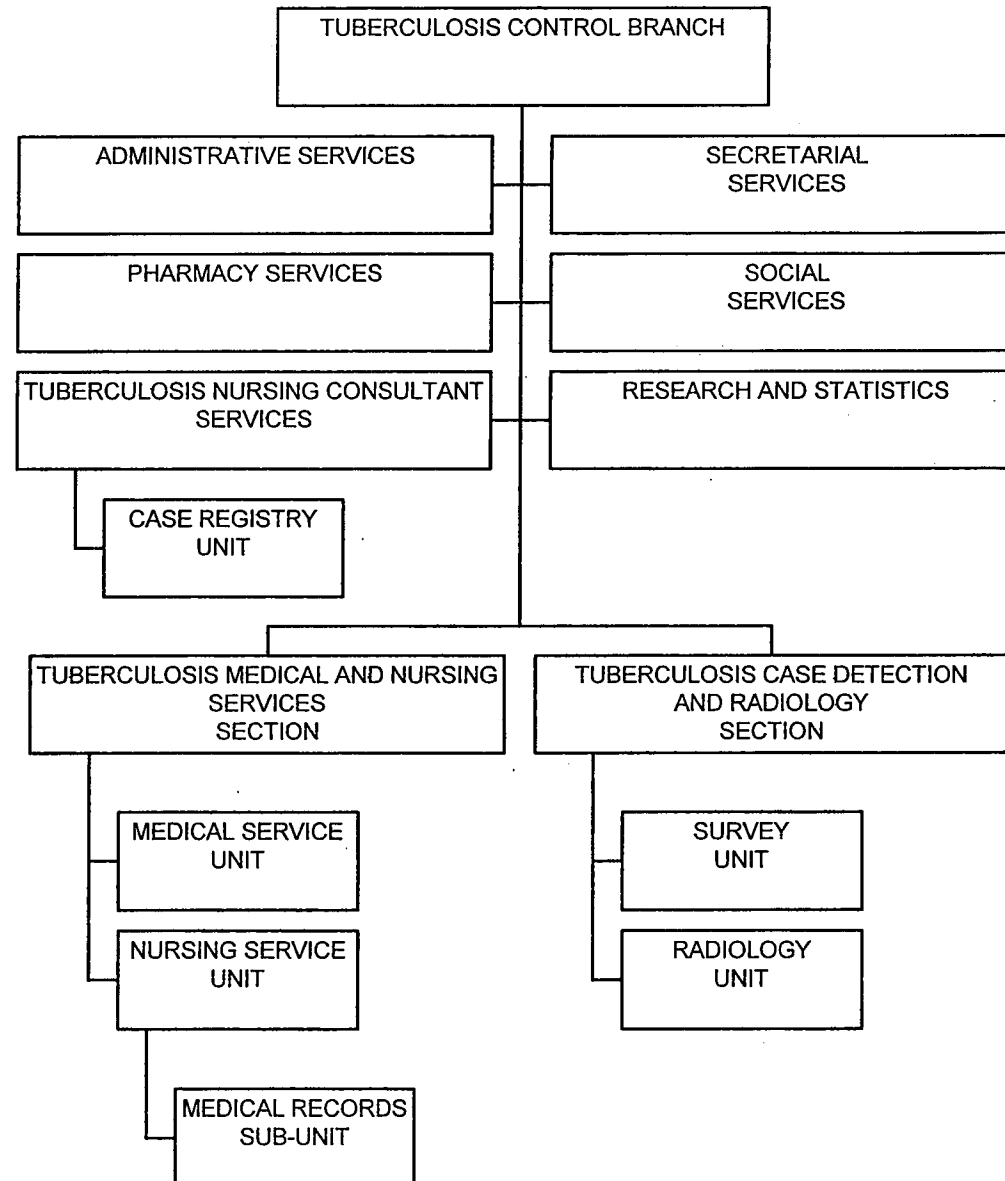 TUBERCULOSIS CONTROL BRANCH
ADMINISTRATIVE SERVICES
SECRETARIAL
SERVICES
PHARMACY SERVICES
SOCIAL
SERVICES
TUBERCULOSIS NURSING CONSULTANT
SERVICES
RESEARCH AND STATISTICS
CASE REGISTRY
UNIT
TUBERCULOSIS MEDICAL AND NURSING
SERVICES
SECTION
TUBERCULOSIS CASE DETECTION
AND RADIOLOGY
SECTION
MEDICAL SERVICE
UNIT
SURVEY
UNIT
NURSING SERVICE
UNIT
RADIOLOGY
UNIT
MEDICAL RECORDS
SUB-UNIT